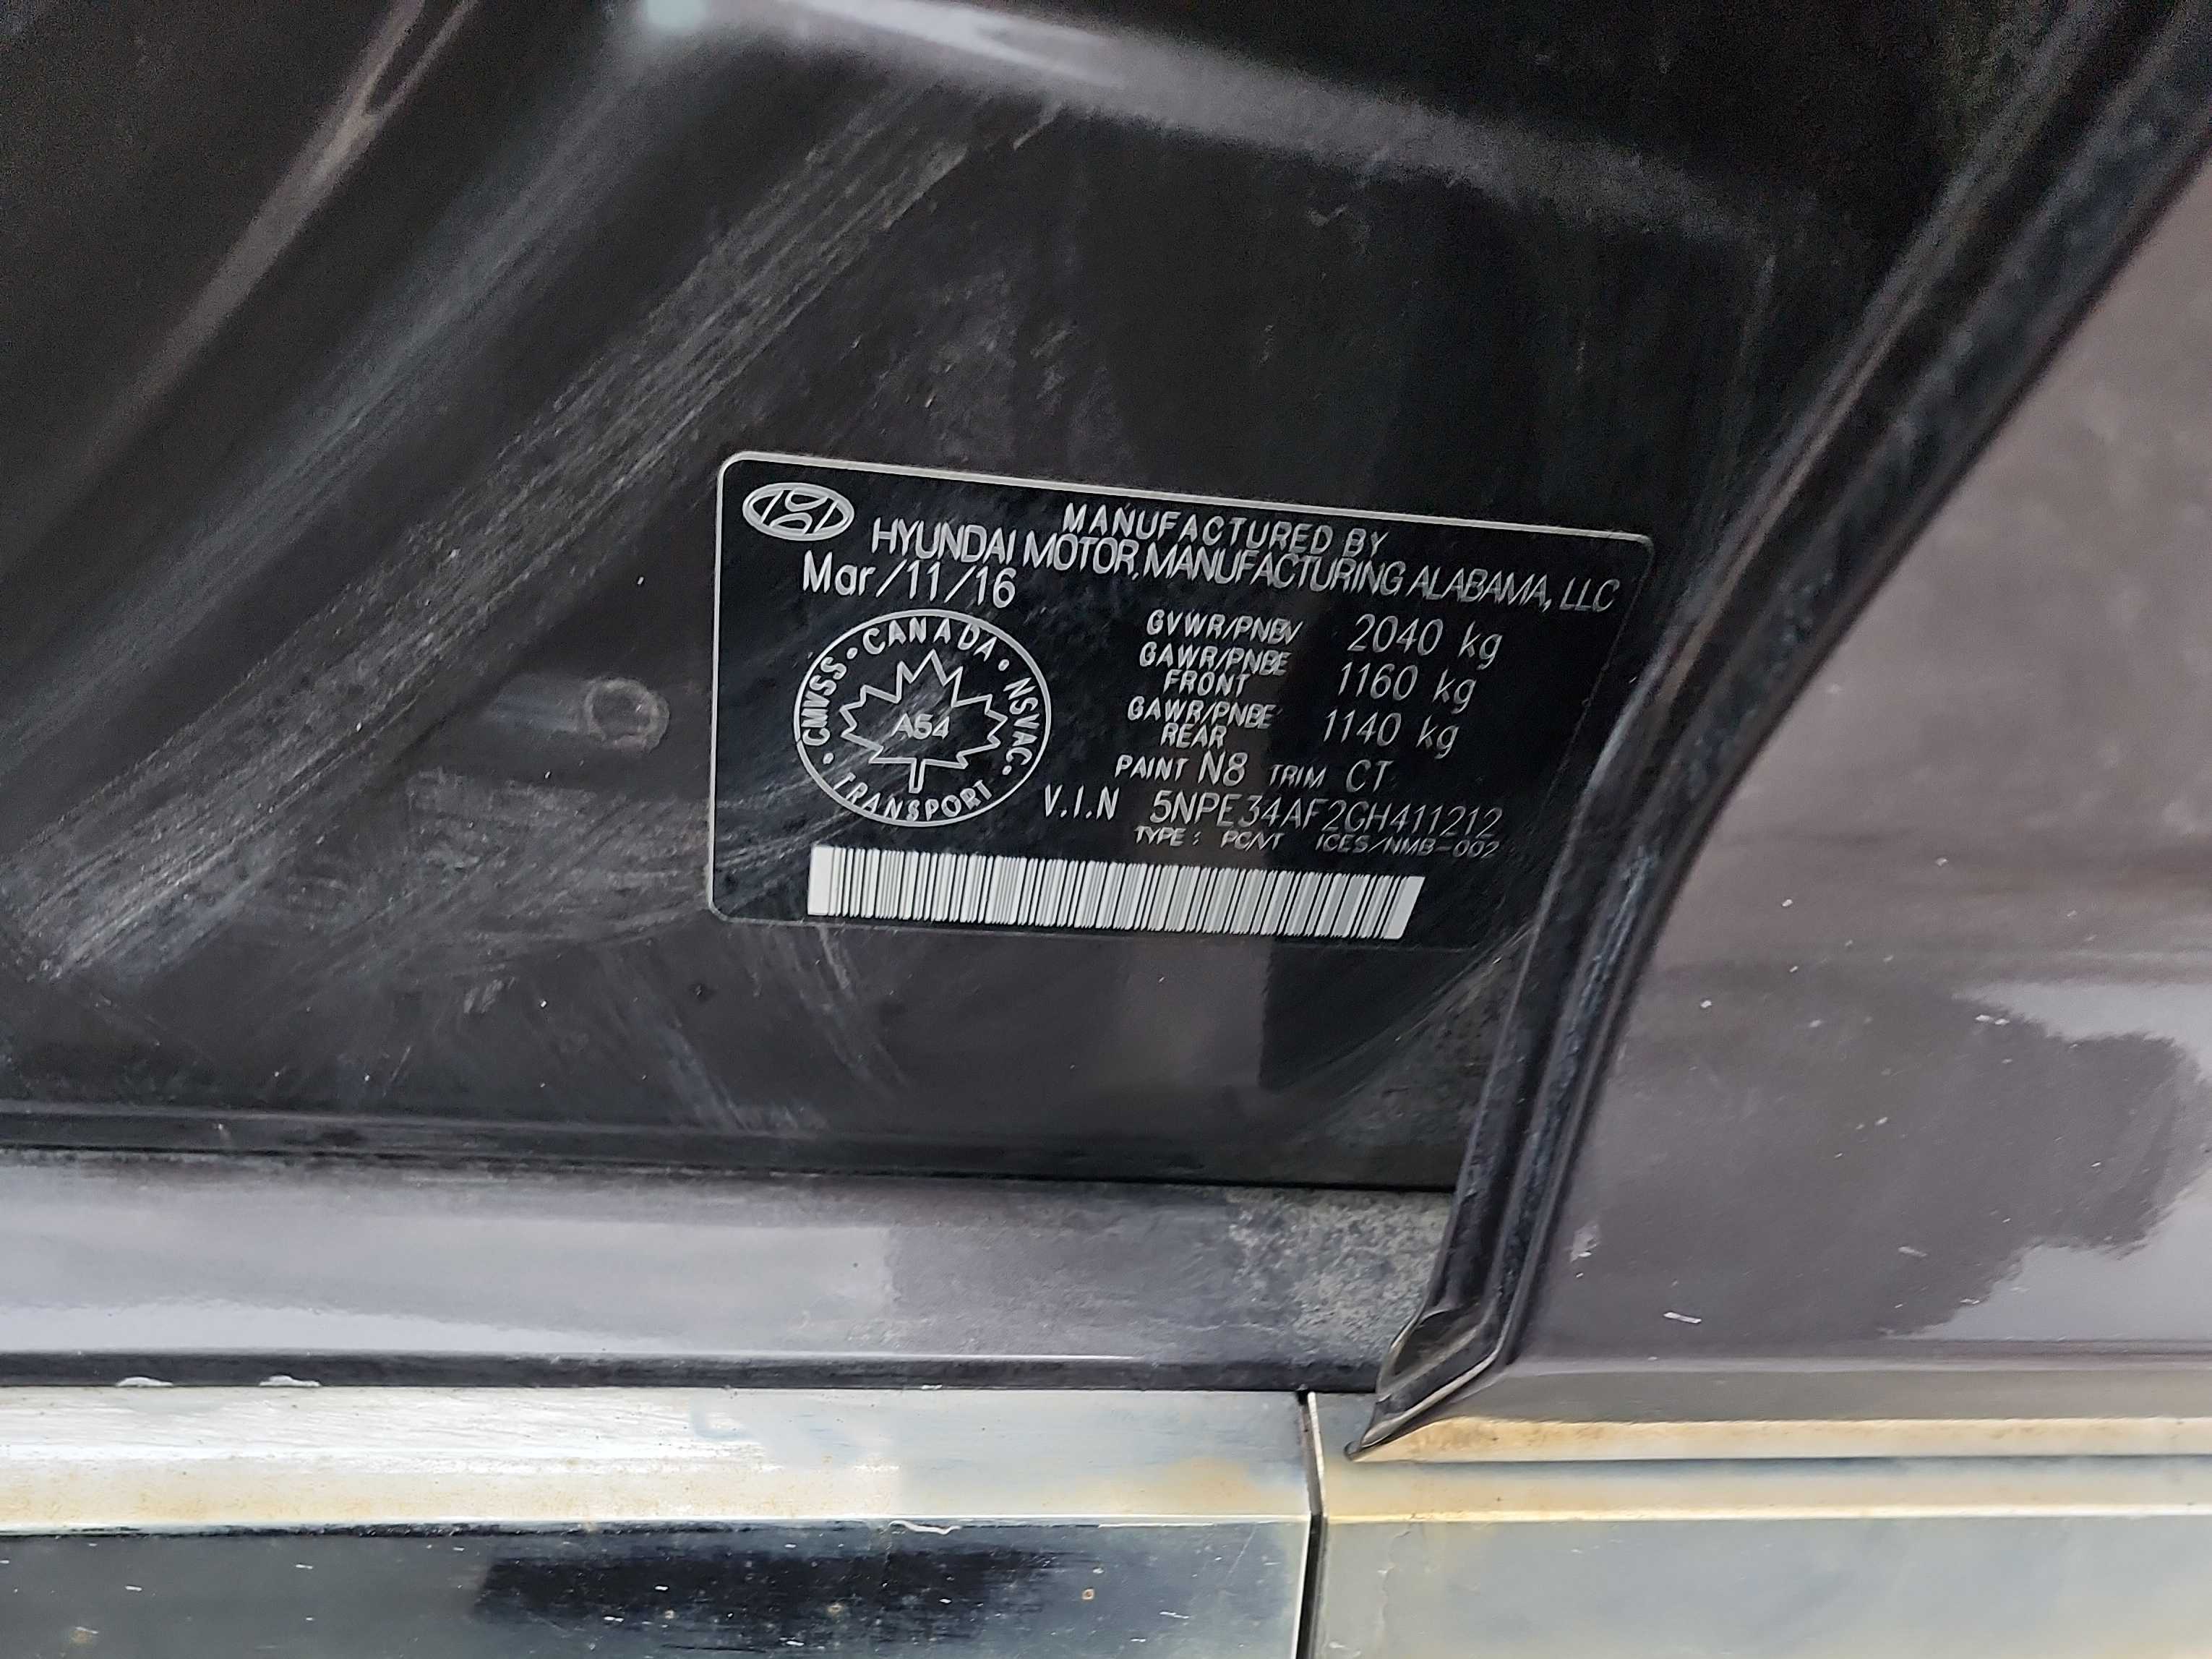 MANUFACTURED BY
HYUNDAI MOTOR MANUFACTURING ALABAMA, LLC
Mar/11/16
CMVSS • CANADA • NSVAC • TRANSPORT •
A54
GVWR/PNBV 2040 kg
GAWR/PNBE FRONT 1160 kg
GAWR/PNBE REAR 1140 kg
PAINT N8 TRIM CT
V.I.N 5NPE34AF2GH411212
TYPE: PC/VT ICES/NMB-002